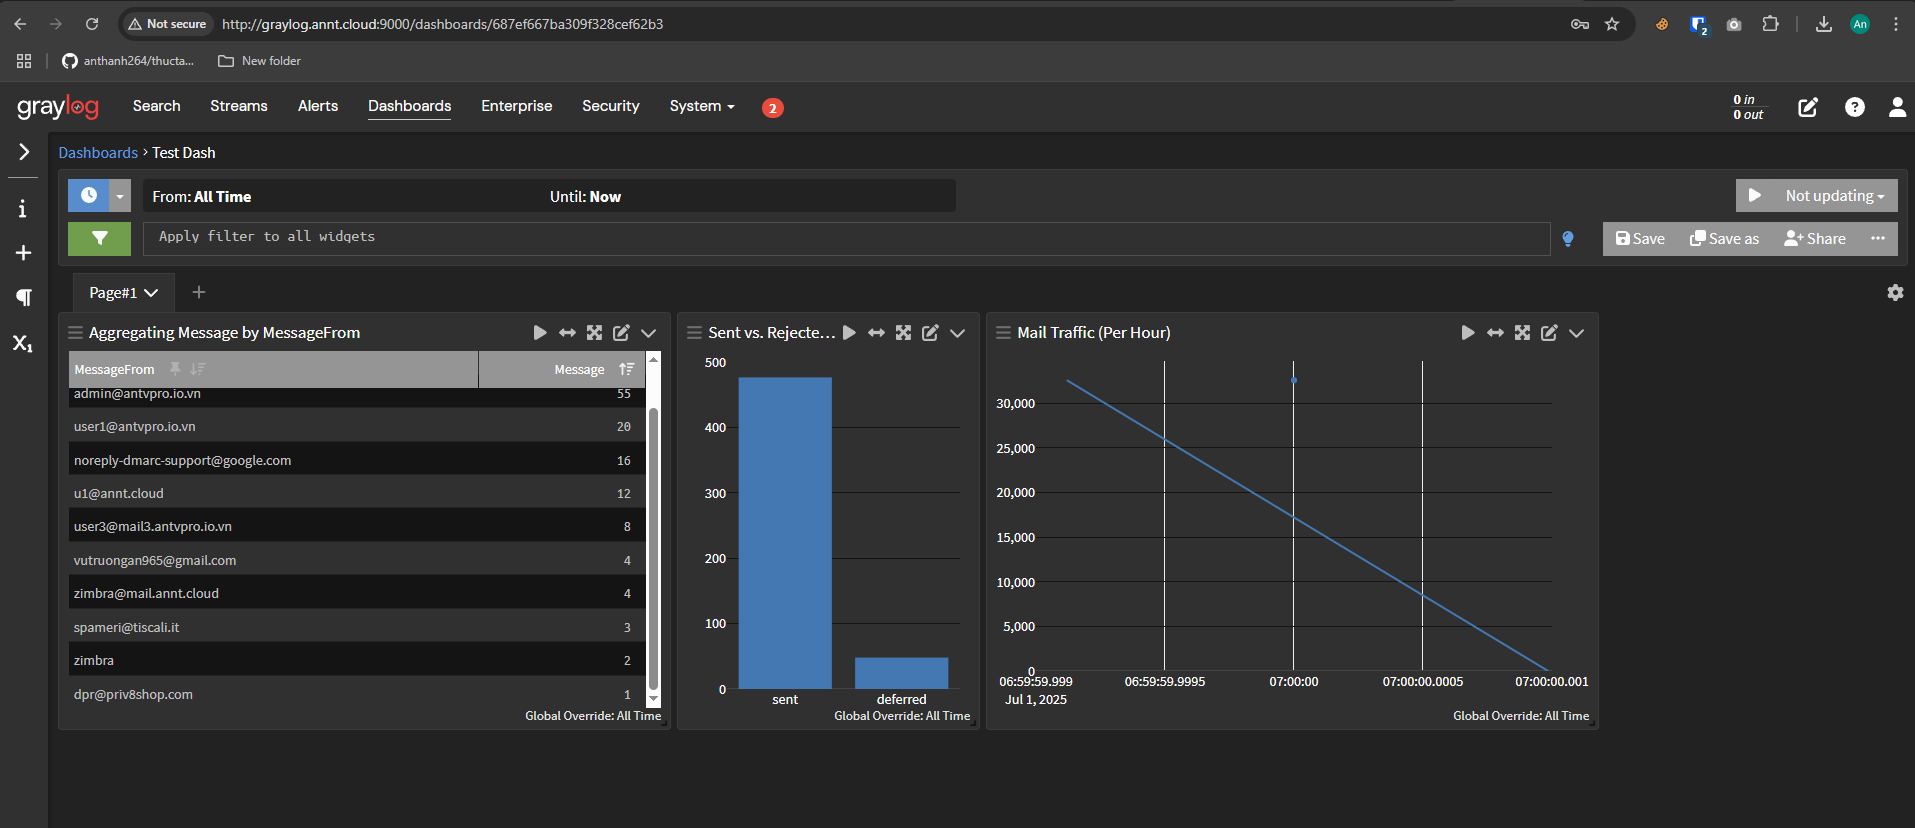 Not secure http://graylog.annt.cloud:9000/dashboards/687ef667ba309f328cef62b3
2
An
anthanh264/thucta...
New folder
graylog
Search
Streams
Alerts
Dashboards
Enterprise
Security
System
2
0 in
0 out
Dashboards › Test Dash
From: All Time
Until: Now
Not updating
Apply filter to all widgets
Save
Save as
Share
Page#1
Aggregating Message by MessageFrom
MessageFrom Message
admin@antvpro.io.vn 55
user1@antvpro.io.vn 20
noreply-dmarc-support@google.com 16
u1@annt.cloud 12
user3@mail3.antvpro.io.vn 8
vutruongan965@gmail.com 4
zimbra@mail.annt.cloud 4
spameri@tiscali.it 3
zimbra 2
dpr@priv8shop.com 1
Global Override: All Time
Sent vs. Rejecte...
500
400
300
200
100
0
sent
deferred
Global Override: All Time
Mail Traffic (Per Hour)
30,000
25,000
20,000
15,000
10,000
5,000
0
06:59:59.999
Jul 1, 2025
06:59:59.9995
07:00:00
07:00:00.0005
07:00:00.001
Global Override: All Time